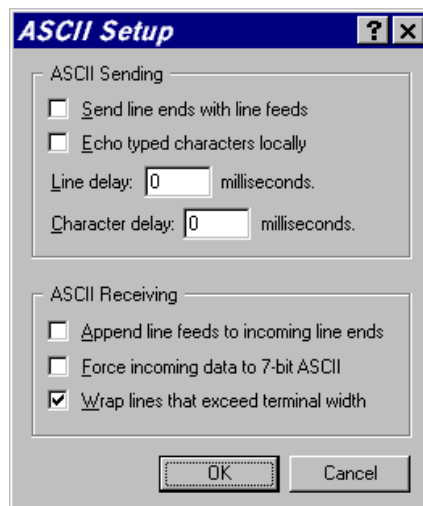 ASCII Setup
ASCII Sending
Send line ends with line feeds
Echo typed characters locally
Line delay: 0 milliseconds.
Character delay: 0 milliseconds.
ASCII Receiving
Append line feeds to incoming line ends
Force incoming data to 7-bit ASCII
Wrap lines that exceed terminal width
OK Cancel